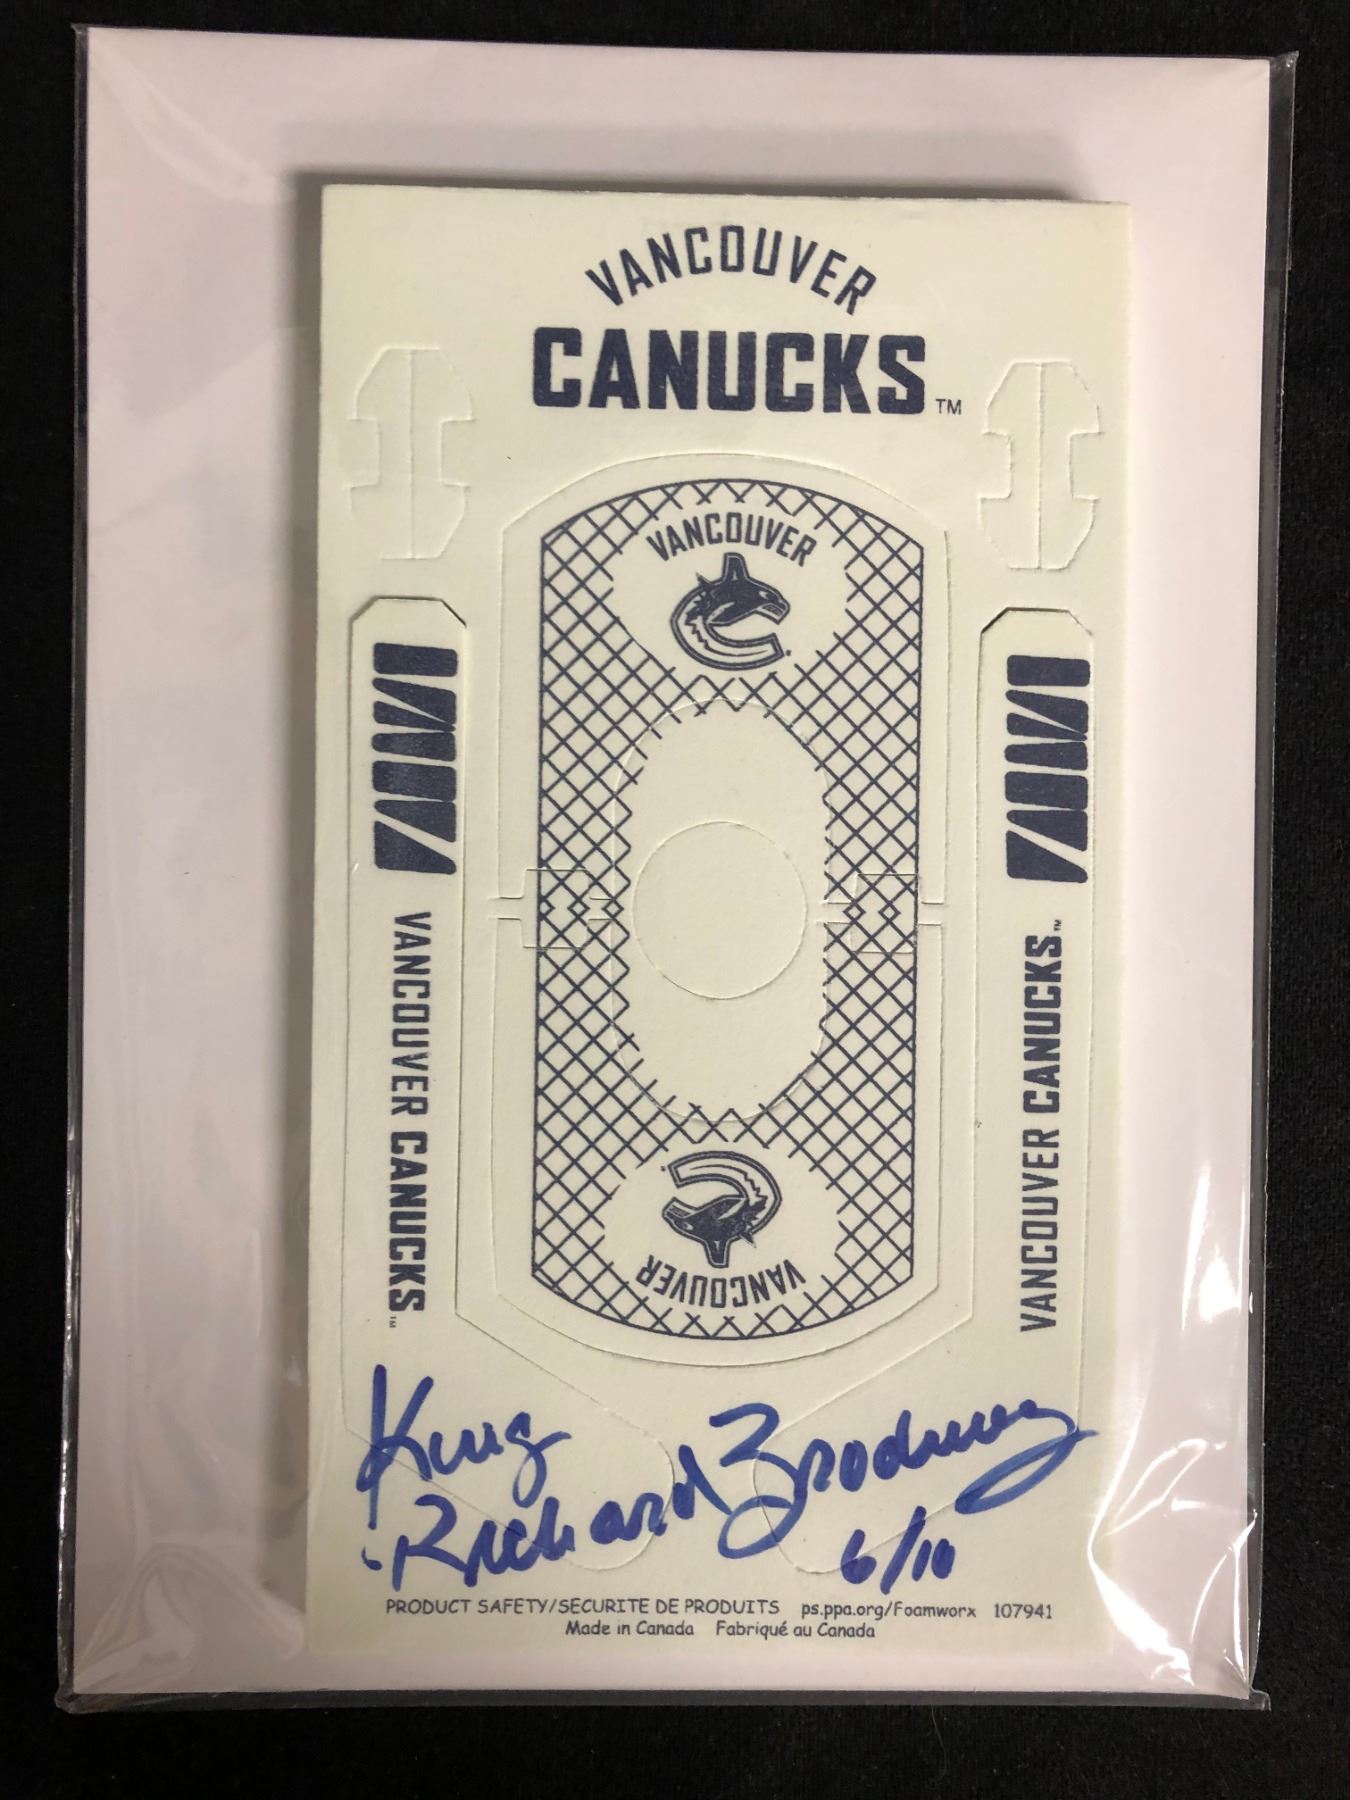 VANCOUVER
CANUCKS™
VANCOUVER
VANCOUVER CANUCKS™
VANCOUVER CANUCKS™
VANCOUVER
King
Richard Brodeur
6/10
PRODUCT SAFETY/SECURITE DE PRODUITS ps.ppa.org/Foamworx 107941
Made in Canada Fabriqué au Canada